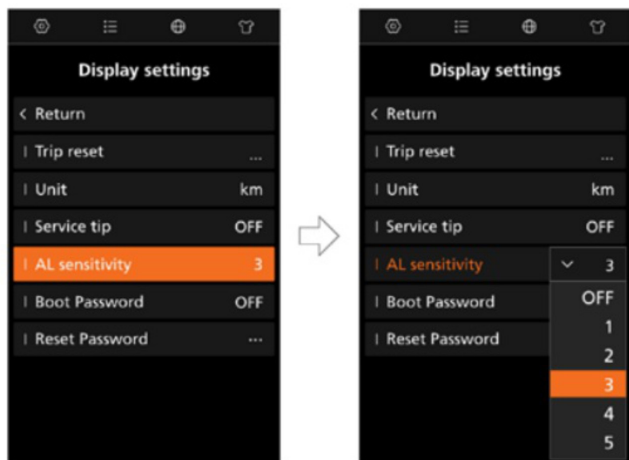 Display settings
< Return
Trip reset ...
Unit km
Service tip OFF
AL sensitivity 3
Boot Password OFF
Reset Password ...
Display settings
< Return
Trip reset ...
Unit km
Service tip OFF
AL sensitivity 3
Boot Password OFF
Reset Password 1
2
3
4
5